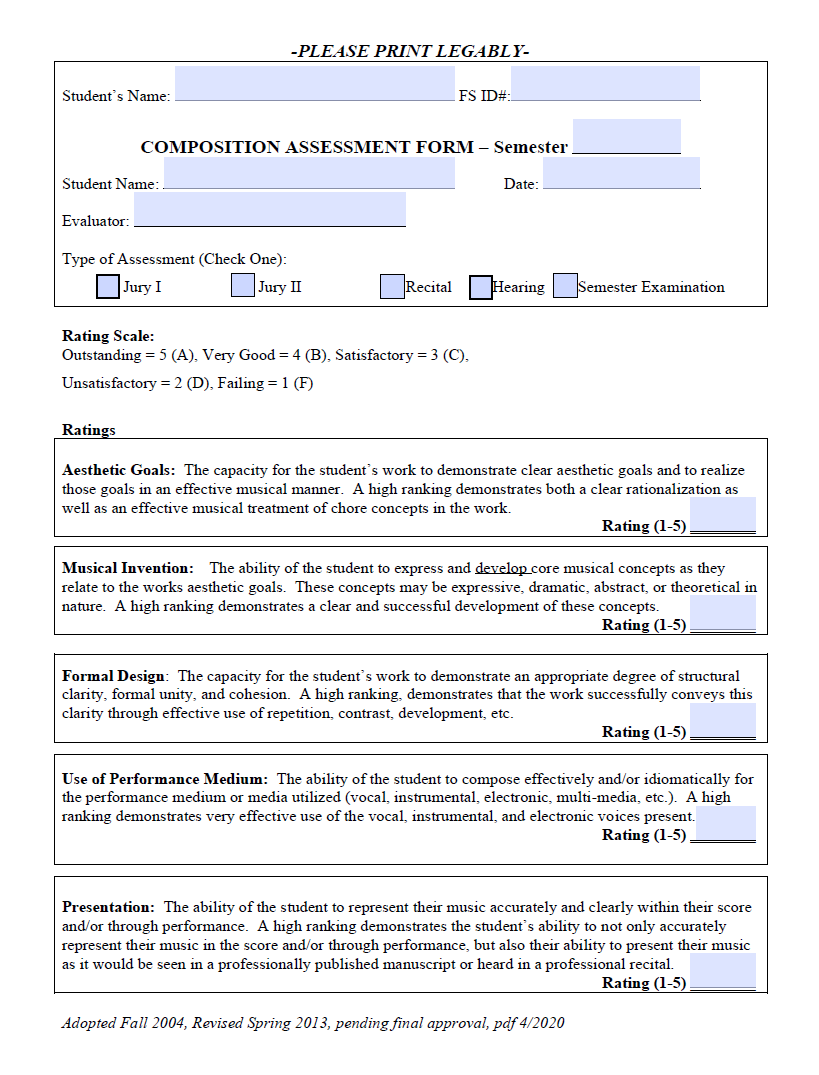 -PLEASE PRINT LEGABLY-
Student's Name: FS ID#:
COMPOSITION ASSESSMENT FORM – Semester
Student Name: Date:
Evaluator:
Type of Assessment (Check One):
Jury I Jury II Recital Hearing Semester Examination
Rating Scale:
Outstanding = 5 (A), Very Good = 4 (B), Satisfactory = 3 (C),
Unsatisfactory = 2 (D), Failing = 1 (F)
Ratings
Aesthetic Goals: The capacity for the student's work to demonstrate clear aesthetic goals and to realize
those goals in an effective musical manner. A high ranking demonstrates both a clear rationalization as
well as an effective musical treatment of chore concepts in the work.
Rating (1-5)
Musical Invention: The ability of the student to express and develop core musical concepts as they
relate to the works aesthetic goals. These concepts may be expressive, dramatic, abstract, or theoretical in
nature. A high ranking demonstrates a clear and successful development of these concepts.
Rating (1-5)
Formal Design: The capacity for the student's work to demonstrate an appropriate degree of structural
clarity, formal unity, and cohesion. A high ranking, demonstrates that the work successfully conveys this
clarity through effective use of repetition, contrast, development, etc.
Rating (1-5)
Use of Performance Medium: The ability of the student to compose effectively and/or idiomatically for
the performance medium or media utilized (vocal, instrumental, electronic, multi-media, etc.). A high
ranking demonstrates very effective use of the vocal, instrumental, and electronic voices present.
Rating (1-5)
Presentation: The ability of the student to represent their music accurately and clearly within their score
and/or through performance. A high ranking demonstrates the student's ability to not only accurately
represent their music in the score and/or through performance, but also their ability to present their music
as it would be seen in a professionally published manuscript or heard in a professional recital.
Rating (1-5)
Adopted Fall 2004, Revised Spring 2013, pending final approval, pdf 4/2020